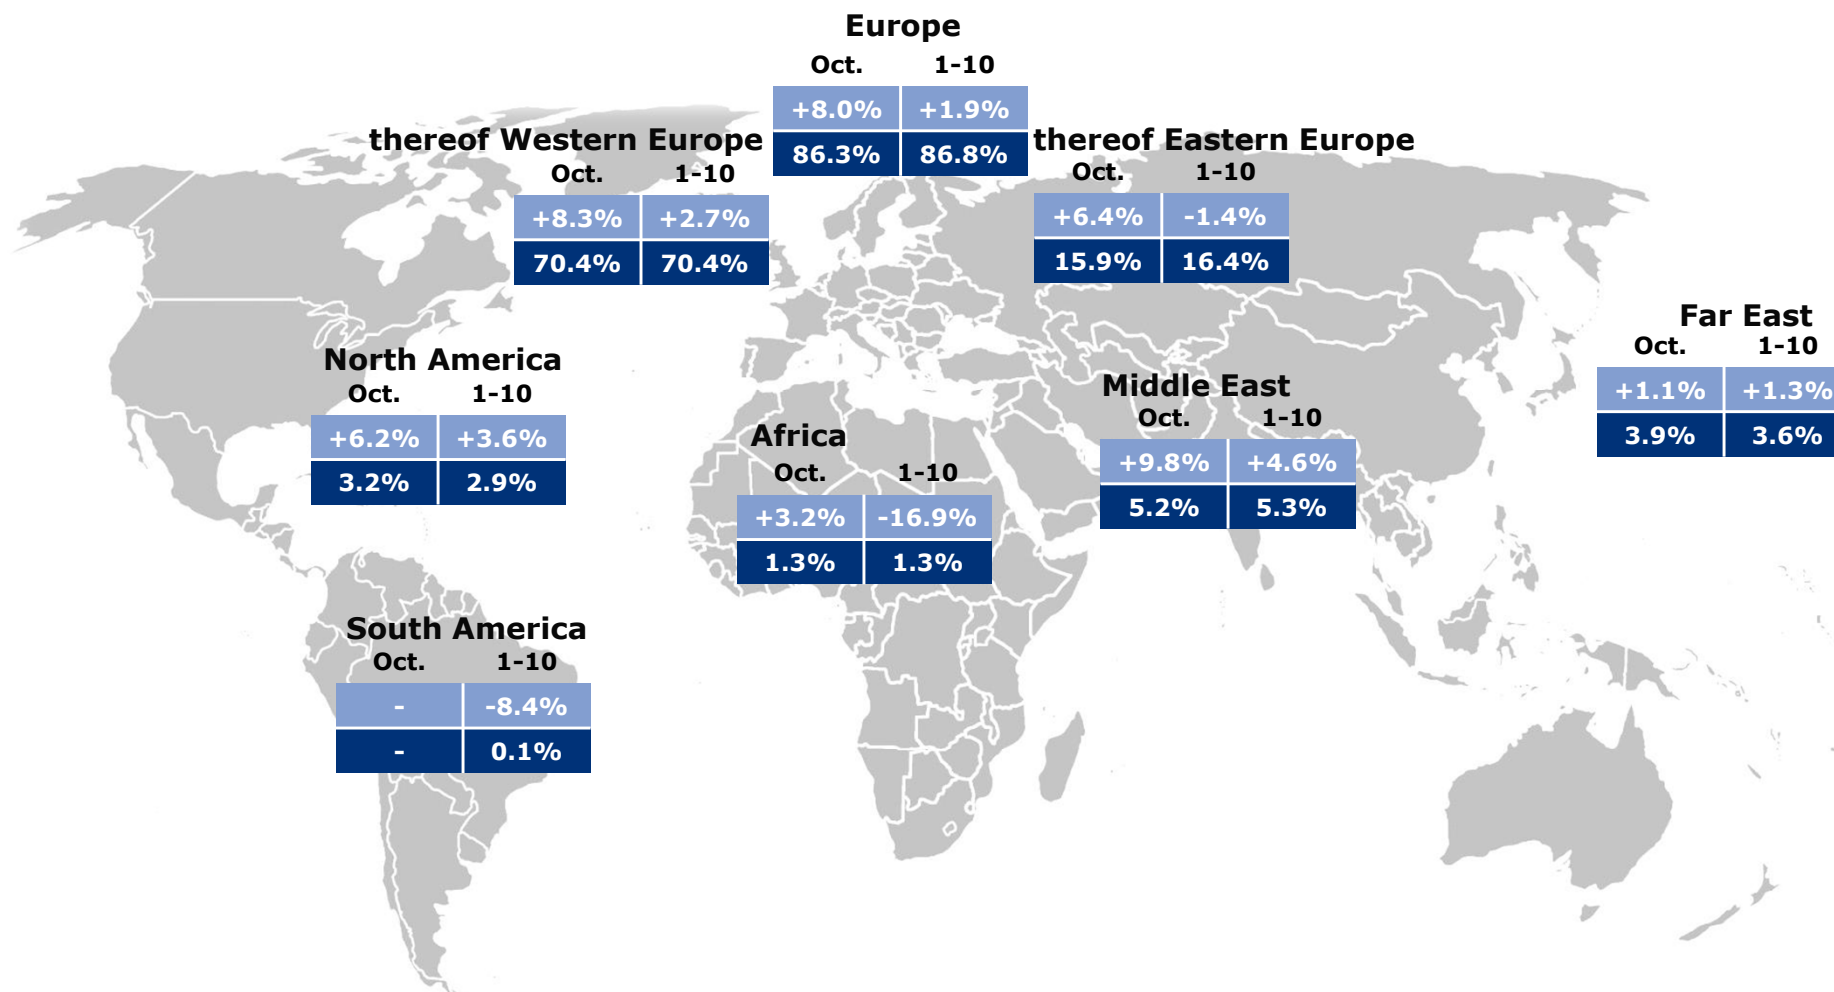 Europe
Oct. 1-10
+8.0% +1.9%
86.3% 86.8%
thereof Western Europe
Oct. 1-10
+8.3% +2.7%
70.4% 70.4%
thereof Eastern Europe
Oct. 1-10
+6.4% -1.4%
15.9% 16.4%
Far East
Oct. 1-10
+1.1% +1.3%
3.9% 3.6%
North America
Oct. 1-10
+6.2% +3.6%
3.2% 2.9%
Middle East
Oct. 1-10
+9.8% +4.6%
5.2% 5.3%
Africa
Oct. 1-10
+3.2% -16.9%
1.3% 1.3%
South America
Oct. 1-10
- -8.4%
- 0.1%